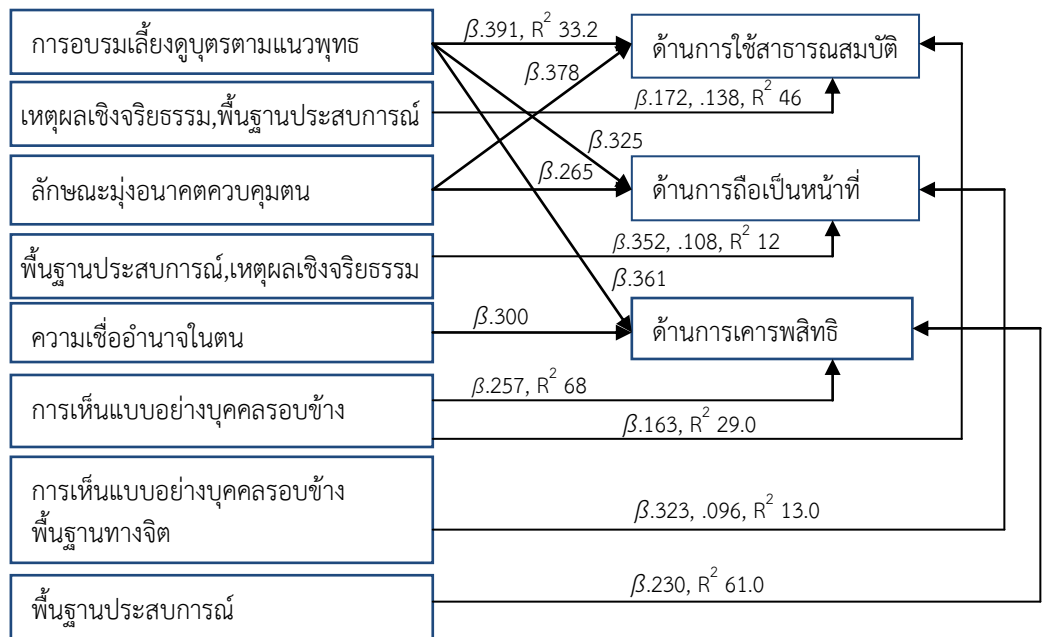 การอบรมเลี้ยงดูบุตรตามแนวพุทธ
β.391, R² 33.2
ด้านการใช้สาธารณสมบัติ
β.378
เหตุผลเชิงจริยธรรม,พื้นฐานประสบการณ์
β.172, .138, R² 46
β.325
ลักษณะมุ่งอนาคตควบคุมตน
β.265
ด้านการถือเป็นหน้าที่
พื้นฐานประสบการณ์,เหตุผลเชิงจริยธรรม
β.352, .108, R² 12
β.361
ความเชื่ออำนาจในตน
β.300
ด้านการเคารพสิทธิ
การเห็นแบบอย่างบุคคลรอบข้าง
β.257, R² 68
β.163, R² 29.0
การเห็นแบบอย่างบุคคลรอบข้าง
พื้นฐานทางจิต
β.323, .096, R² 13.0
พื้นฐานประสบการณ์
β.230, R² 61.0